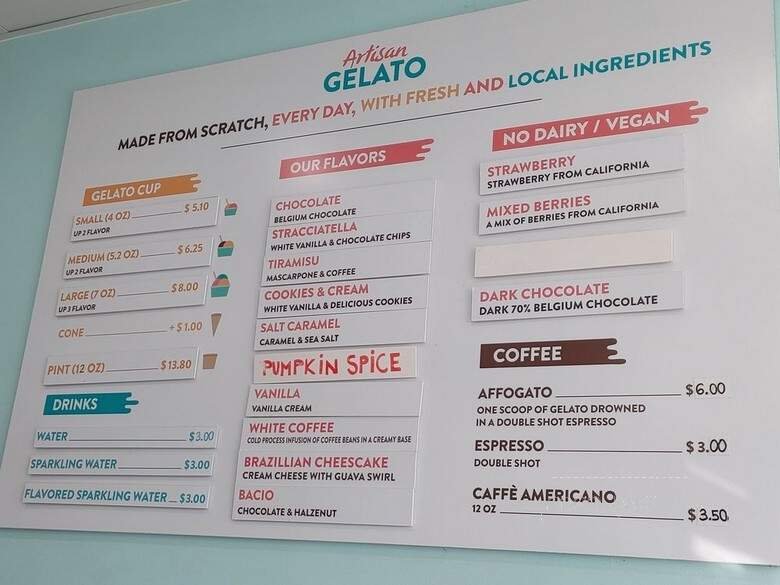 Artisan
GELATO
MADE FROM SCRATCH, EVERY DAY, WITH FRESH AND LOCAL INGREDIENTS
GELATO CUP
SMALL (4 OZ) $5.10
UP 2 FLAVOR
MEDIUM (5.2 OZ) $6.25
UP 2 FLAVOR
LARGE (7 OZ) $8.00
UP 3 FLAVOR
CONE +$1.00
PINT (12 OZ) $13.80
DRINKS
WATER $3.00
SPARKLING WATER $3.00
FLAVORED SPARKLING WATER $3.00
OUR FLAVORS
CHOCOLATE
BELGIUM CHOCOLATE
STRACCIATELLA
WHITE VANILLA & CHOCOLATE CHIPS
TIRAMISU
MASCARPONE & COFFEE
COOKIES & CREAM
WHITE VANILLA & DELICIOUS COOKIES
SALT CARAMEL
CARAMEL & SEA SALT
PUMPKIN SPICE
VANILLA
VANILLA CREAM
WHITE COFFEE
COLD PROCESS INFUSION OF COFFEE BEANS IN A CREAMY BASE
BRAZILLIAN CHEESCAKE
CREAM CHEESE WITH GUAVA SWIRL
BACIO
CHOCOLATE & HALZENUT
NO DAIRY / VEGAN
STRAWBERRY
STRAWBERRY FROM CALIFORNIA
MIXED BERRIES
A MIX OF BERRIES FROM CALIFORNIA
DARK CHOCOLATE
DARK 70% BELGIUM CHOCOLATE
COFFEE
AFFOGATO $6.00
ONE SCOOP OF GELATO DROWNED
IN A DOUBLE SHOT ESPRESSO
ESPRESSO $3.00
DOUBLE SHOT
CAFFÈ AMERICANO
12 OZ $3.50